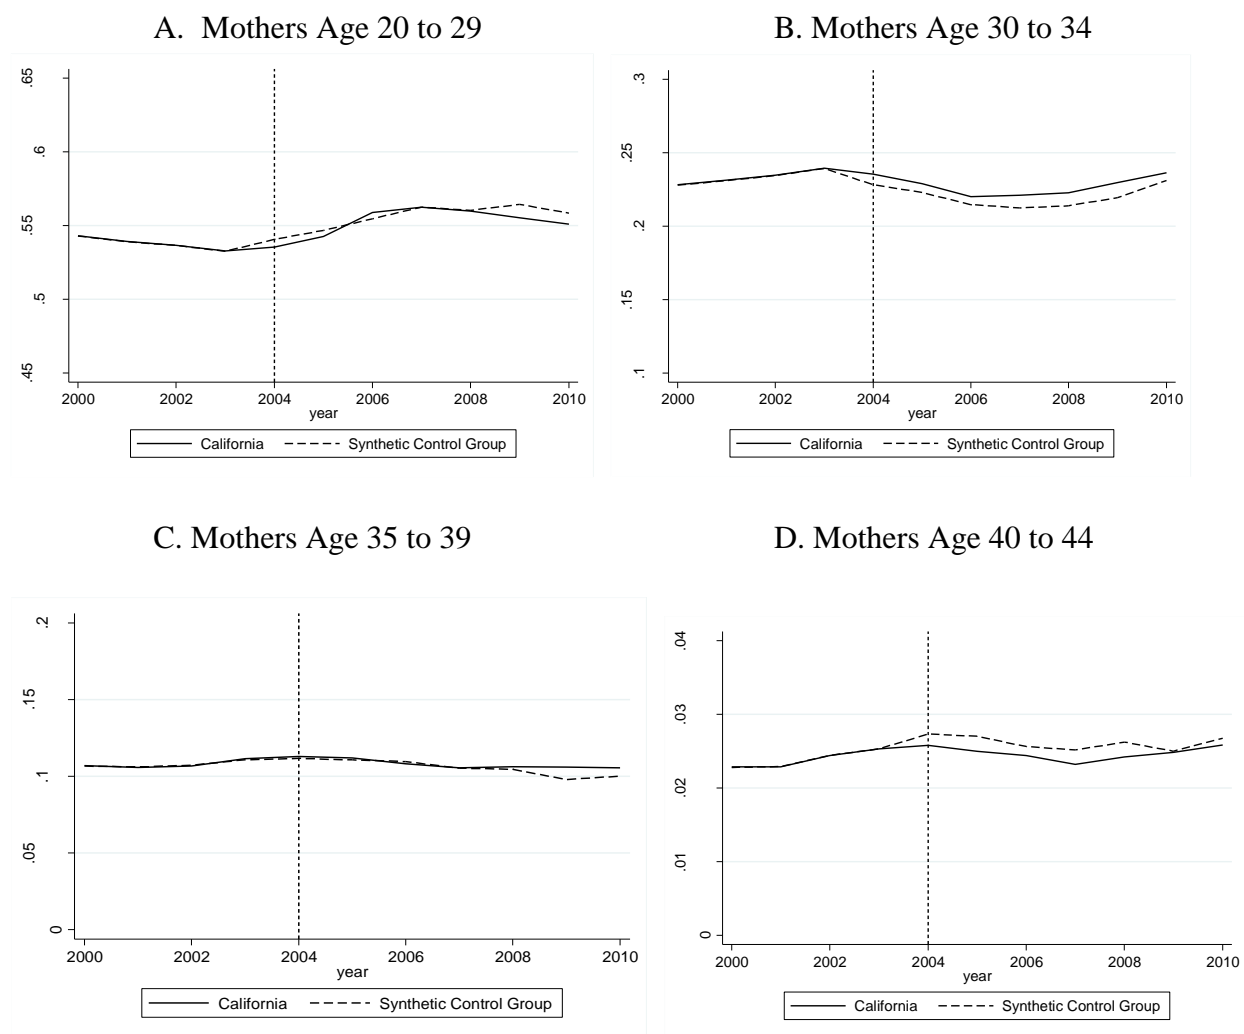 A. Mothers Age 20 to 29
.65
.6
.55
.5
.45
2000 2002 2004 2006 2008 2010
year
California Synthetic Control Group
B. Mothers Age 30 to 34
.3
.25
.2
.15
.1
2000 2002 2004 2006 2008 2010
year
California Synthetic Control Group
C. Mothers Age 35 to 39
.2
.15
.1
.05
0
2000 2002 2004 2006 2008 2010
year
California Synthetic Control Group
D. Mothers Age 40 to 44
.04
.03
.02
.01
0
2000 2002 2004 2006 2008 2010
year
California Synthetic Control Group